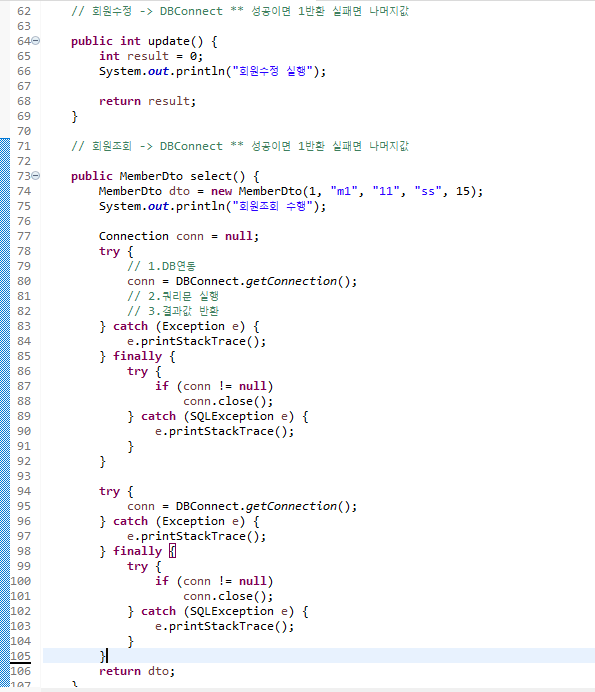 62 // 회원수정 -> DBConnect ** 성공이면 1반환 실패면 나머지값
63
64 public int update() {
65 int result = 0;
66 System.out.println("회원수정 실행");
67
68 return result;
69 }
70
71 // 회원조회 -> DBConnect ** 성공이면 1반환 실패면 나머지값
72
73 public MemberDto select() {
74 MemberDto dto = new MemberDto(1, "m1", "11", "ss", 15);
75 System.out.println("회원조회 수행");
76
77 Connection conn = null;
78 try {
79 // 1.DB연동
80 conn = DBConnect.getConnection();
81 // 2.쿼리문 실행
82 // 3.결과값 반환
83 } catch (Exception e) {
84 e.printStackTrace();
85 } finally {
86 try {
87 if (conn != null)
88 conn.close();
89 } catch (SQLException e) {
90 e.printStackTrace();
91 }
92 }
93
94 try {
95 conn = DBConnect.getConnection();
96 } catch (Exception e) {
97 e.printStackTrace();
98 } finally {
99 try {
100 if (conn != null)
101 conn.close();
102 } catch (SQLException e) {
103 e.printStackTrace();
104 }
105 }
106 return dto;
107 }